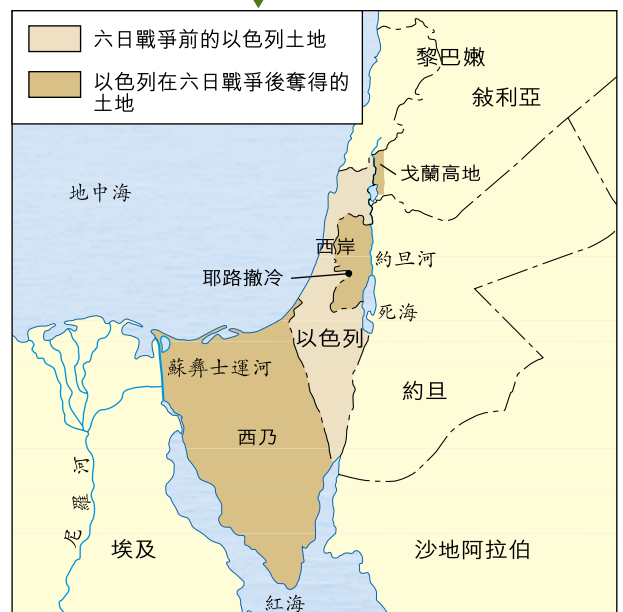 六日戰爭前的以色列土地
以色列在六日戰爭後奪得的
土地
黎巴嫩
敍利亞
戈蘭高地
地中海
西岸
約旦河
耶路撒冷
死海
以色列
蘇彝士運河
約旦
西乃
尼羅河
埃及
沙地阿拉伯
紅海